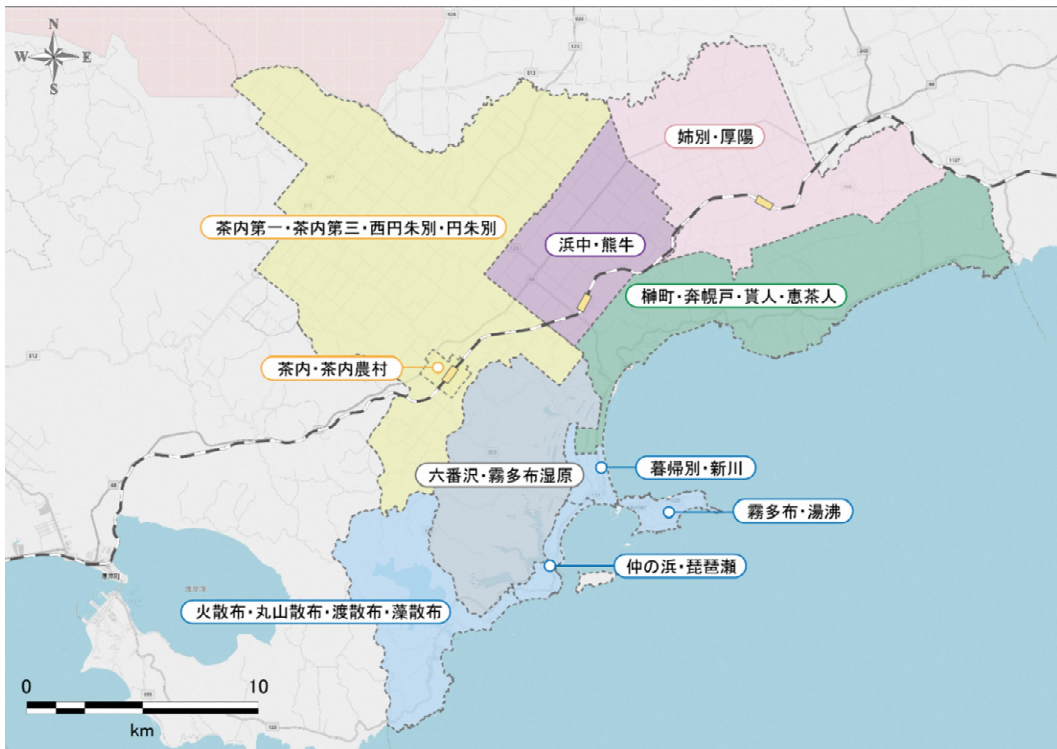 N
W E
S
姉別・厚陽
茶内第一・茶内第三・西円朱別・円朱別
浜中・熊牛
榊町・奔幌戸・貰人・恵茶人
茶内・茶内農村
六番沢・霧多布湿原
暮帰別・新川
霧多布・湯沸
仲の浜・琵琶瀬
火散布・丸山散布・渡散布・藻散布
厚岸町
0 10
km